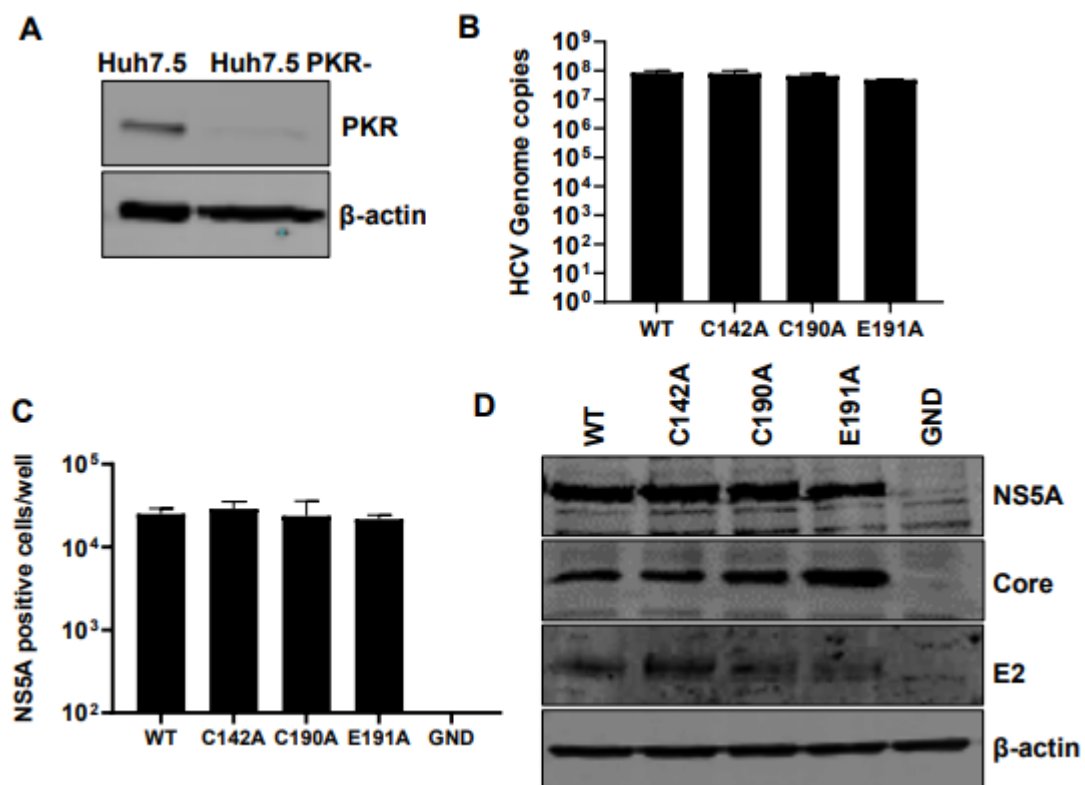 A
Huh7.5 Huh7.5 PKR-
PKR
β-actin
B
HCV Genome copies
10⁹
10⁸
10⁷
10⁶
10⁵
10⁴
10³
10²
10¹
10⁰
WT C142A C190A E191A
C
NS5A positive cells/well
10⁵
10⁴
10³
10²
WT C142A C190A E191A GND
D
WT C142A C190A E191A GND
NS5A
Core
E2
β-actin